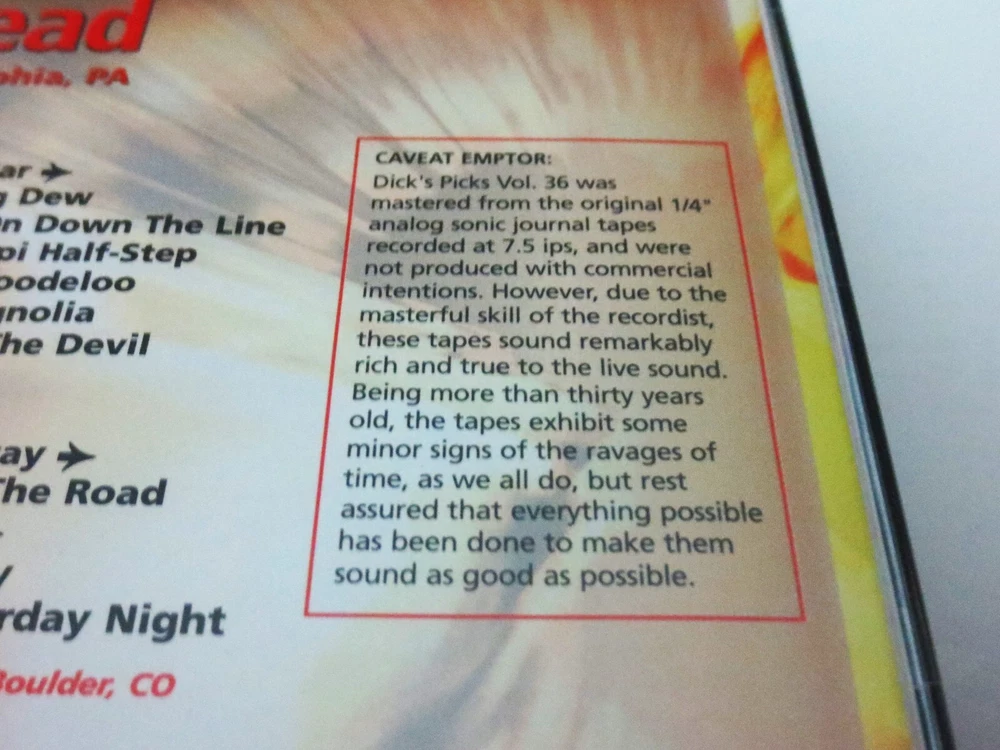 ead
phia, PA
ar →
g Dew
n Down The Line
pi Half-Step
oodeloo
gnolia
he Devil
ay →
The Road
y
rday Night
Boulder, CO
CAVEAT EMPTOR:
Dick's Picks Vol. 36 was
mastered from the original 1/4"
analog sonic journal tapes
recorded at 7.5 ips, and were
not produced with commercial
intentions. However, due to the
masterful skill of the recordist,
these tapes sound remarkably
rich and true to the live sound.
Being more than thirty years
old, the tapes exhibit some
minor signs of the ravages of
time, as we all do, but rest
assured that everything possible
has been done to make them
sound as good as possible.